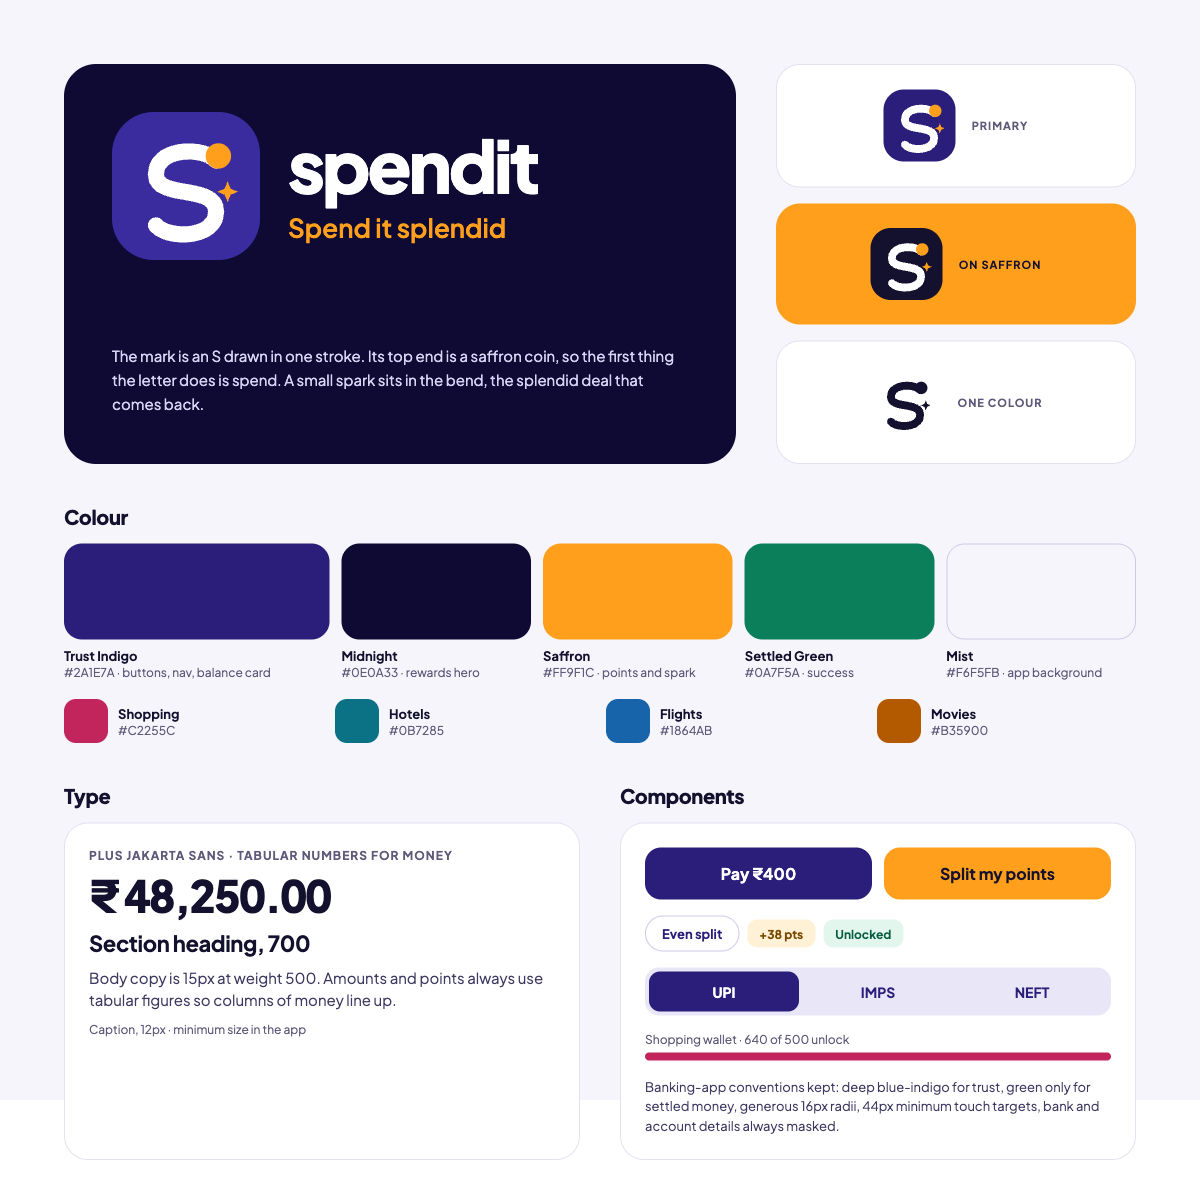 spendit
Spend it splendid
The mark is an S drawn in one stroke. Its top end is a saffron coin, so the first thing
the letter does is spend. A small spark sits in the bend, the splendid deal that
comes back.
PRIMARY
ON SAFFRON
ONE COLOUR
Colour
Trust Indigo
#2A1E7A · buttons, nav, balance card
Midnight
#0E0A33 · rewards hero
Saffron
#FF9F1C · points and spark
Settled Green
#0A7F5A · success
Mist
#F6F5FB · app background
Shopping
#C2255C
Hotels
#0B7285
Flights
#1864AB
Movies
#B35900
Type
PLUS JAKARTA SANS · TABULAR NUMBERS FOR MONEY
₹48,250.00
Section heading, 700
Body copy is 15px at weight 500. Amounts and points always use
tabular figures so columns of money line up.
Caption, 12px · minimum size in the app
Components
Pay ₹400
Split my points
Even split
+38 pts
Unlocked
UPI
IMPS
NEFT
Shopping wallet · 640 of 500 unlock
Banking-app conventions kept: deep blue-indigo for trust, green only for
settled money, generous 16px radii, 44px minimum touch targets, bank and
account details always masked.